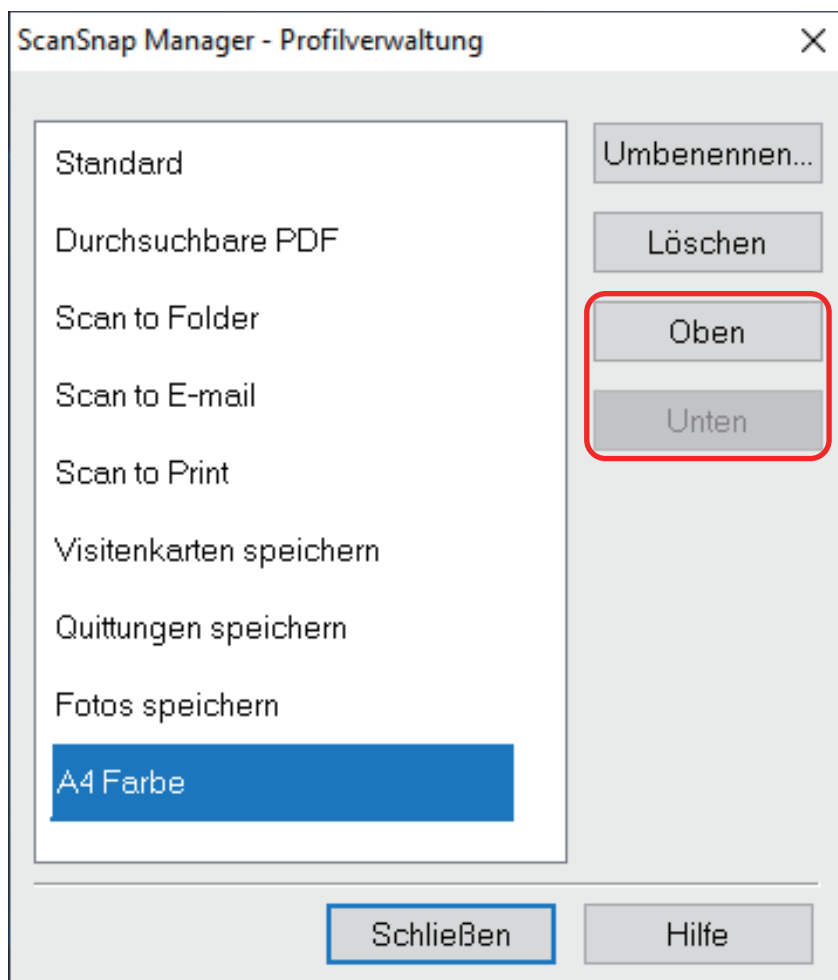 ScanSnap Manager - Profilverwaltung
Standard
Durchsuchbare PDF
Scan to Folder
Scan to E-mail
Scan to Print
Visitenkarten speichern
Quittungen speichern
Fotos speichern
A4 Farbe
Umbenennen...
Löschen
Oben
Unten
Schließen
Hilfe